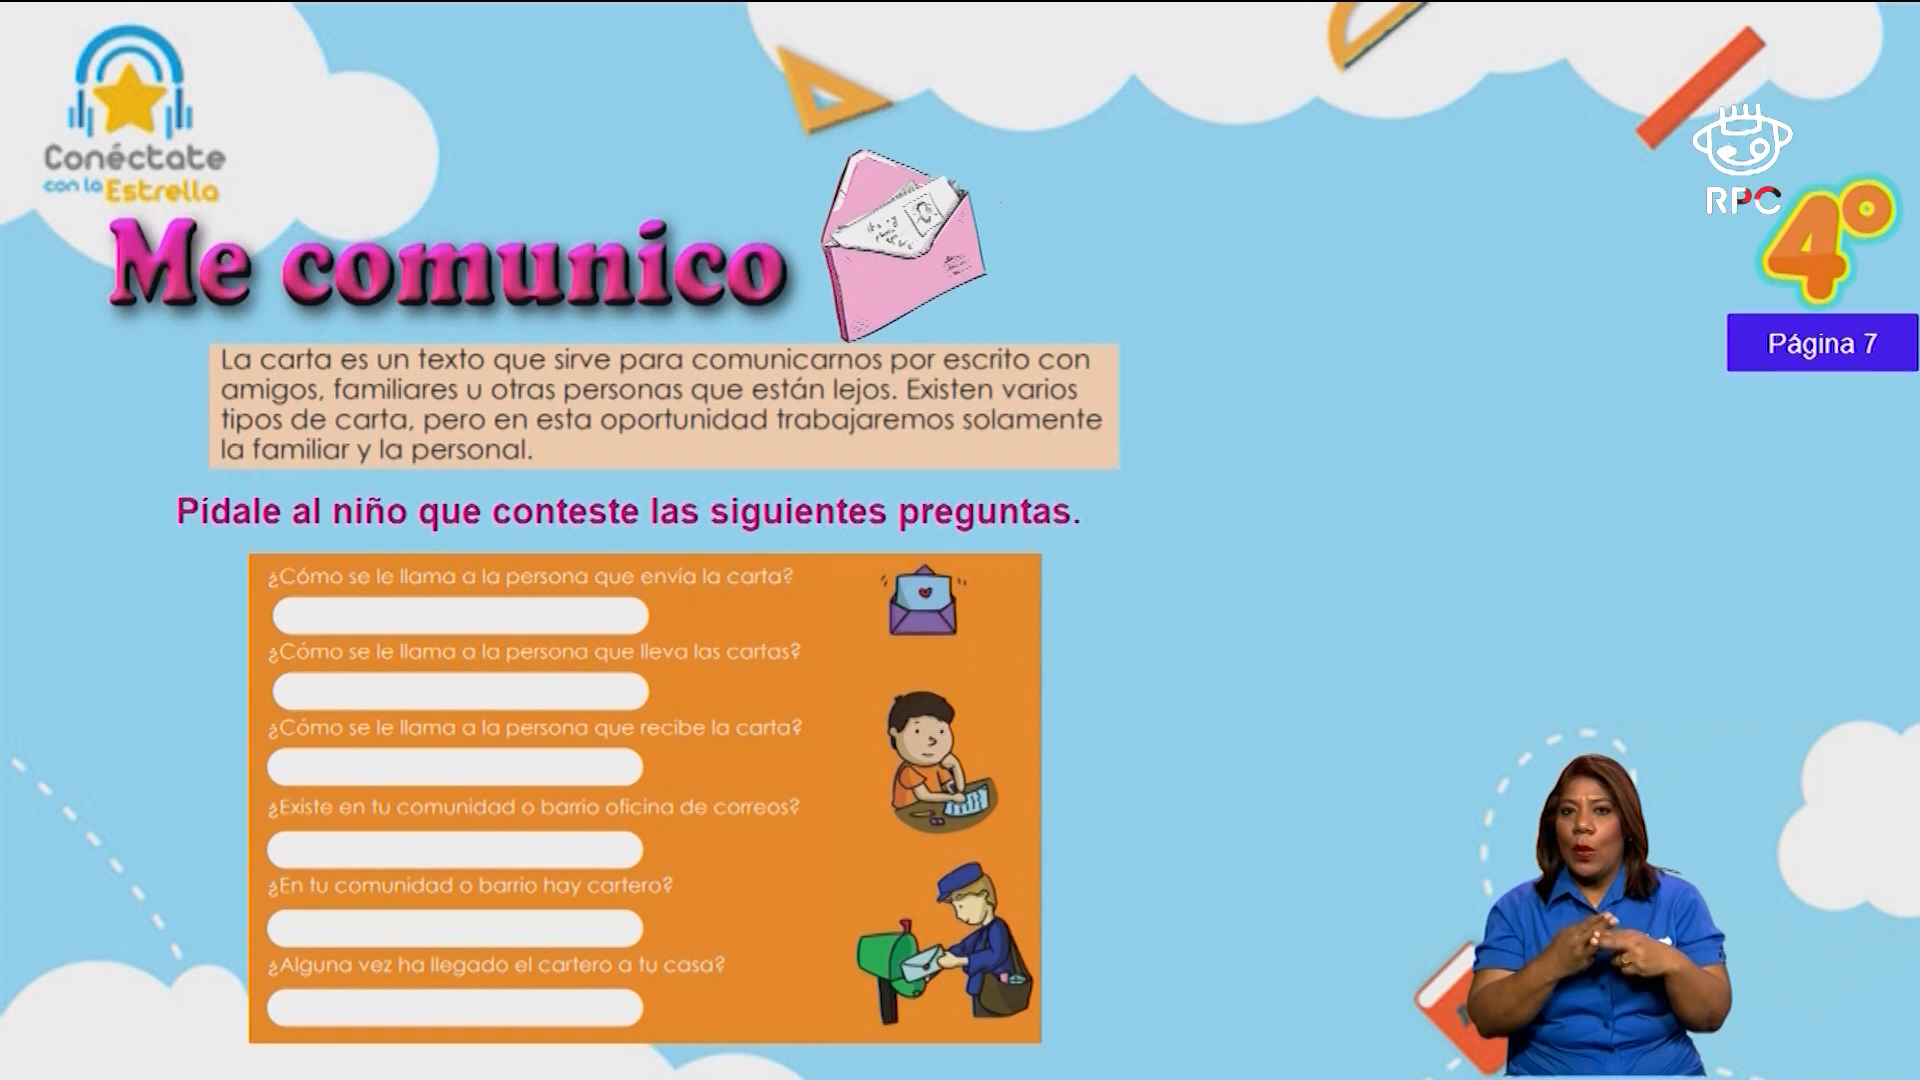 Conéctate
con la Estrella
RPC
4º
Página 7
Me comunico
La carta es un texto que sirve para comunicarnos por escrito con
amigos, familiares u otras personas que están lejos. Existen varios
tipos de carta, pero en esta oportunidad trabajaremos solamente
la familiar y la personal.
Pídale al niño que conteste las siguientes preguntas.
¿Cómo se le llama a la persona que envía la carta?
¿Cómo se le llama a la persona que lleva las cartas?
¿Cómo se le llama a la persona que recibe la carta?
¿Existe en tu comunidad o barrio oficina de correos?
¿En tu comunidad o barrio hay cartero?
¿Alguna vez ha llegado el cartero a tu casa?